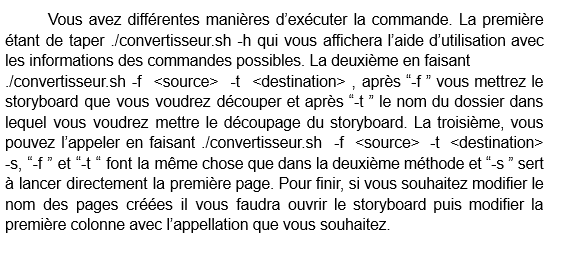 Vous avez différentes manières d’exécuter la commande. La première
étant de taper ./convertisseur.sh -h qui vous affichera l’aide d’utilisation avec
les informations des commandes possibles. La deuxième en faisant
./convertisseur.sh -f <source> -t <destination> , après “-f ” vous mettrez le
storyboard que vous voudrez découper et après “-t ” le nom du dossier dans
lequel vous voudrez mettre le découpage du storyboard. La troisième, vous
pouvez l’appeler en faisant ./convertisseur.sh -f <source> -t <destination>
-s, “-f ” et “-t “ font la même chose que dans la deuxième méthode et “-s ” sert
à lancer directement la première page. Pour finir, si vous souhaitez modifier le
nom des pages créées il vous faudra ouvrir le storyboard puis modifier la
première colonne avec l’appellation que vous souhaitez.